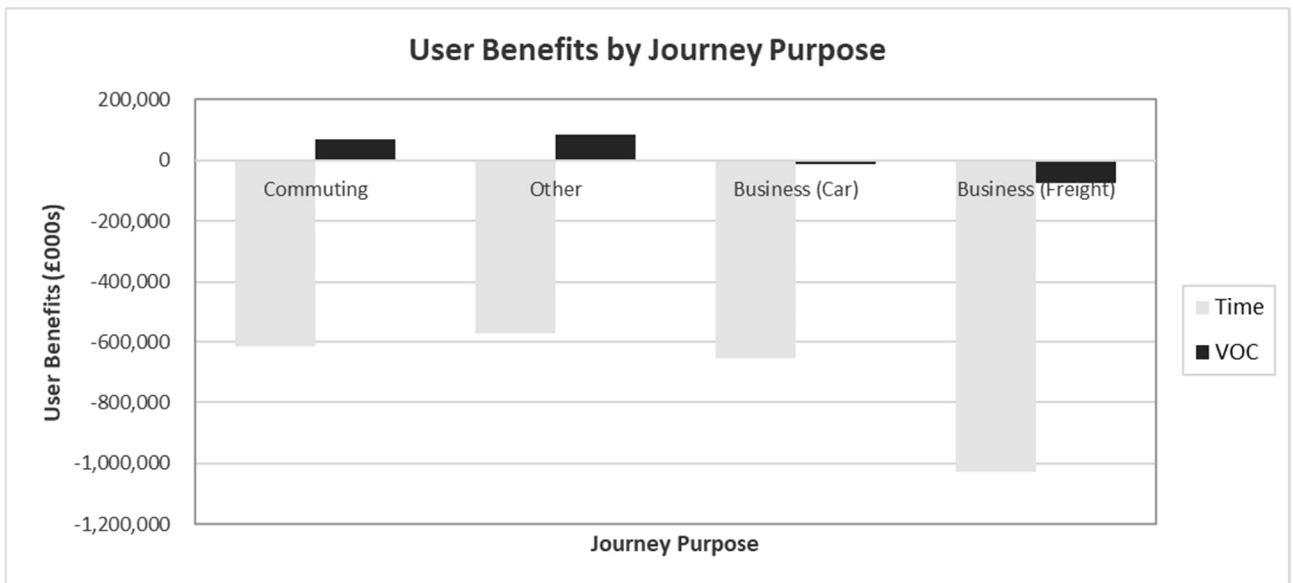 User Benefits by Journey Purpose
200,000
0
-200,000
-400,000
-600,000
-800,000
-1,000,000
-1,200,000
User Benefits (£000s)
Commuting
Other
Business (Car)
Business (Freight)
Journey Purpose
Time
VOC